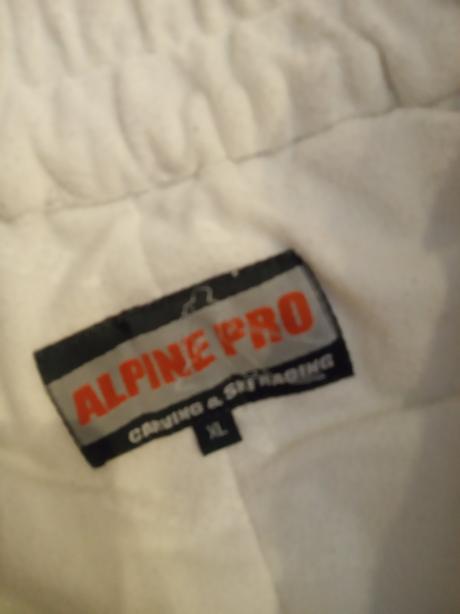 ALPINE PRO
CARVING & SKI RACING
XL